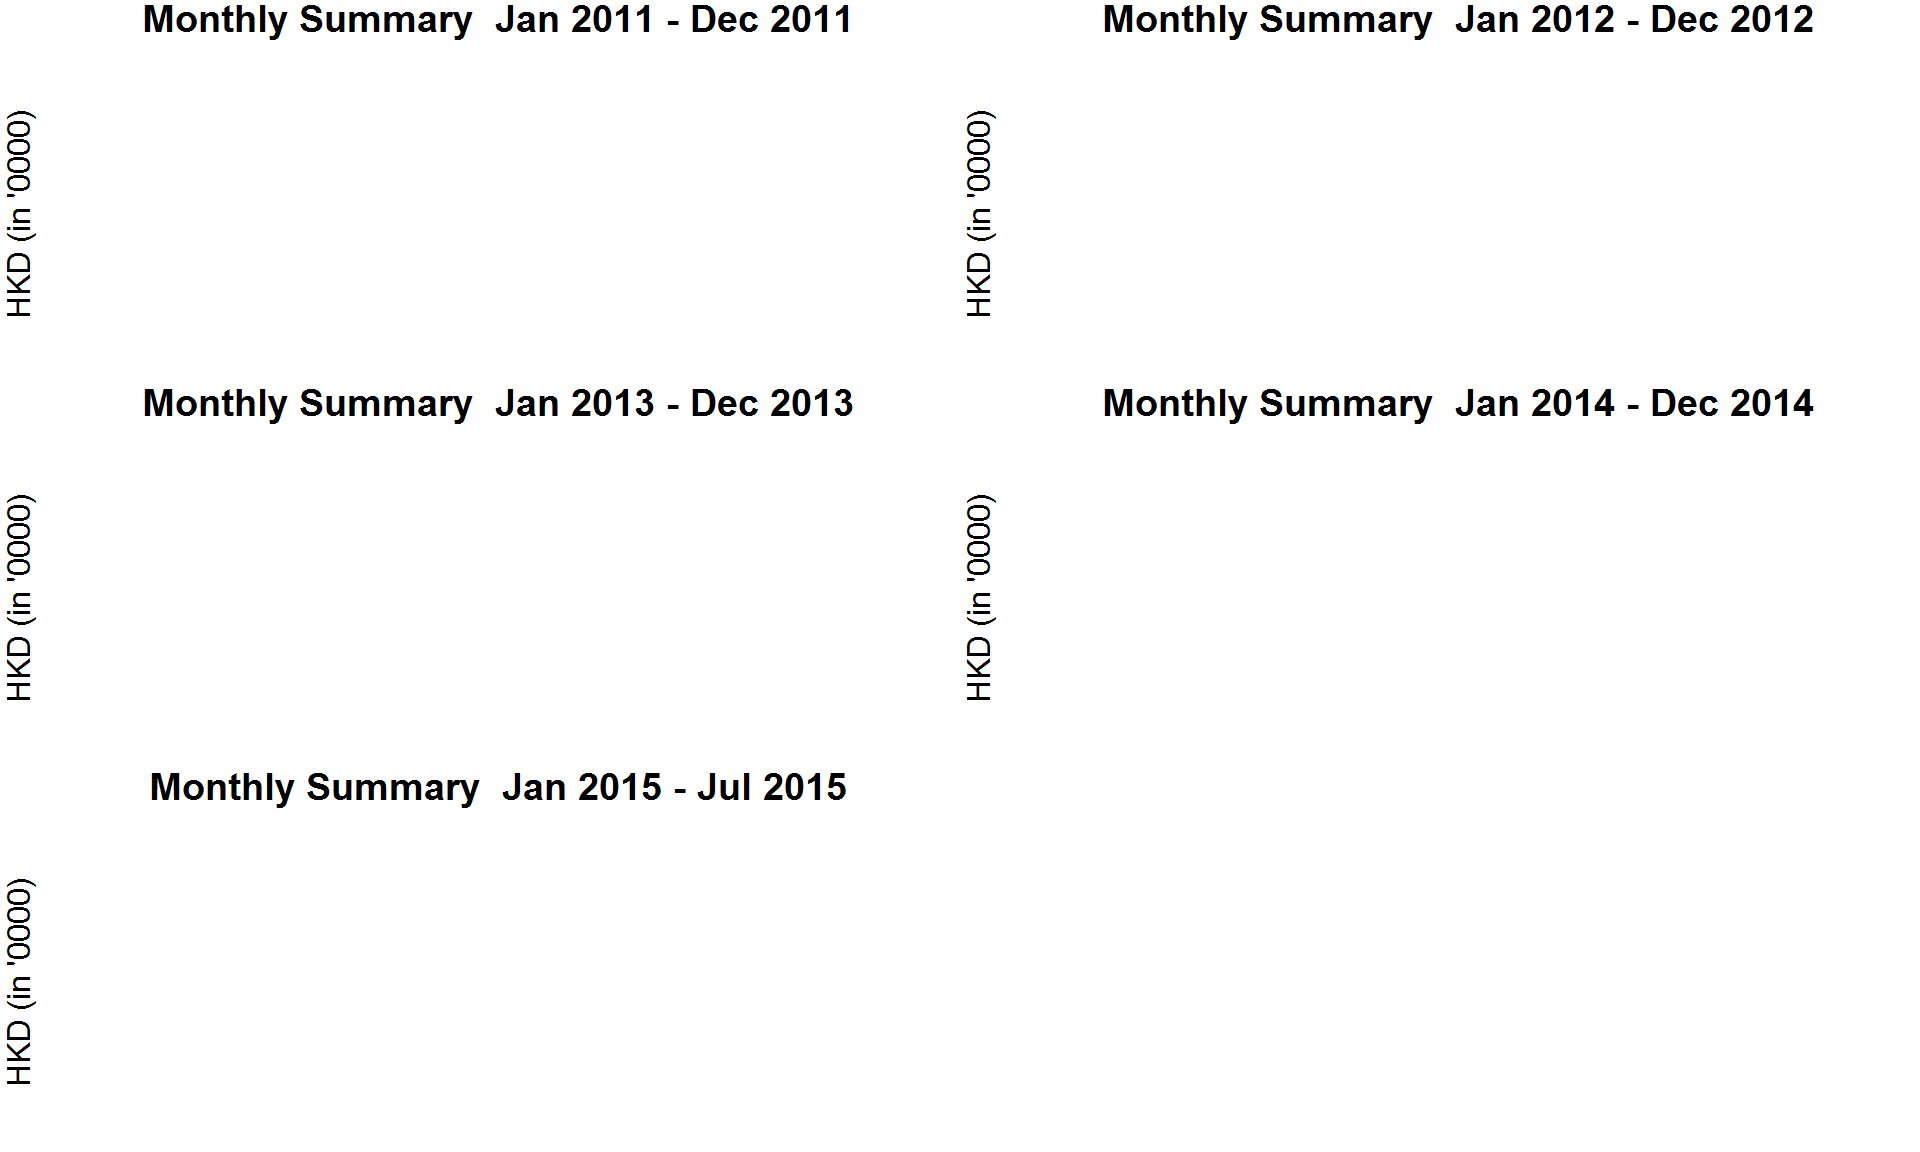 Monthly Summary  Jan 2011 - Dec 2011
HKD (in '0000)
Monthly Summary  Jan 2012 - Dec 2012
HKD (in '0000)
Monthly Summary  Jan 2013 - Dec 2013
HKD (in '0000)
Monthly Summary  Jan 2014 - Dec 2014
HKD (in '0000)
Monthly Summary  Jan 2015 - Jul 2015
HKD (in '0000)